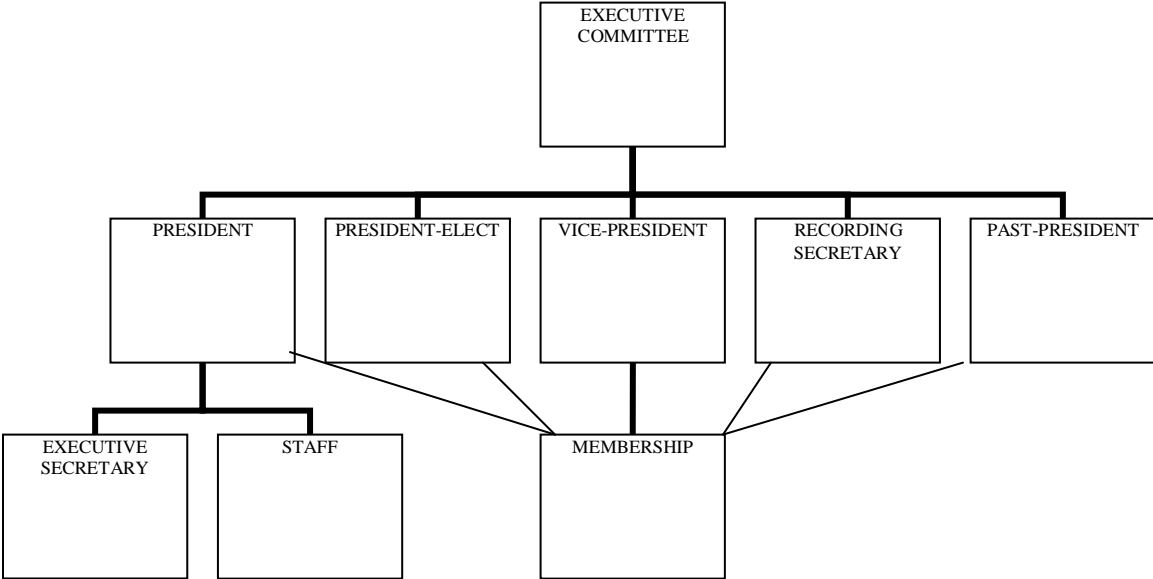 EXECUTIVE
COMMITTEE
PRESIDENT
PRESIDENT-ELECT
VICE-PRESIDENT
RECORDING
SECRETARY
PAST-PRESIDENT
EXECUTIVE
SECRETARY
STAFF
MEMBERSHIP